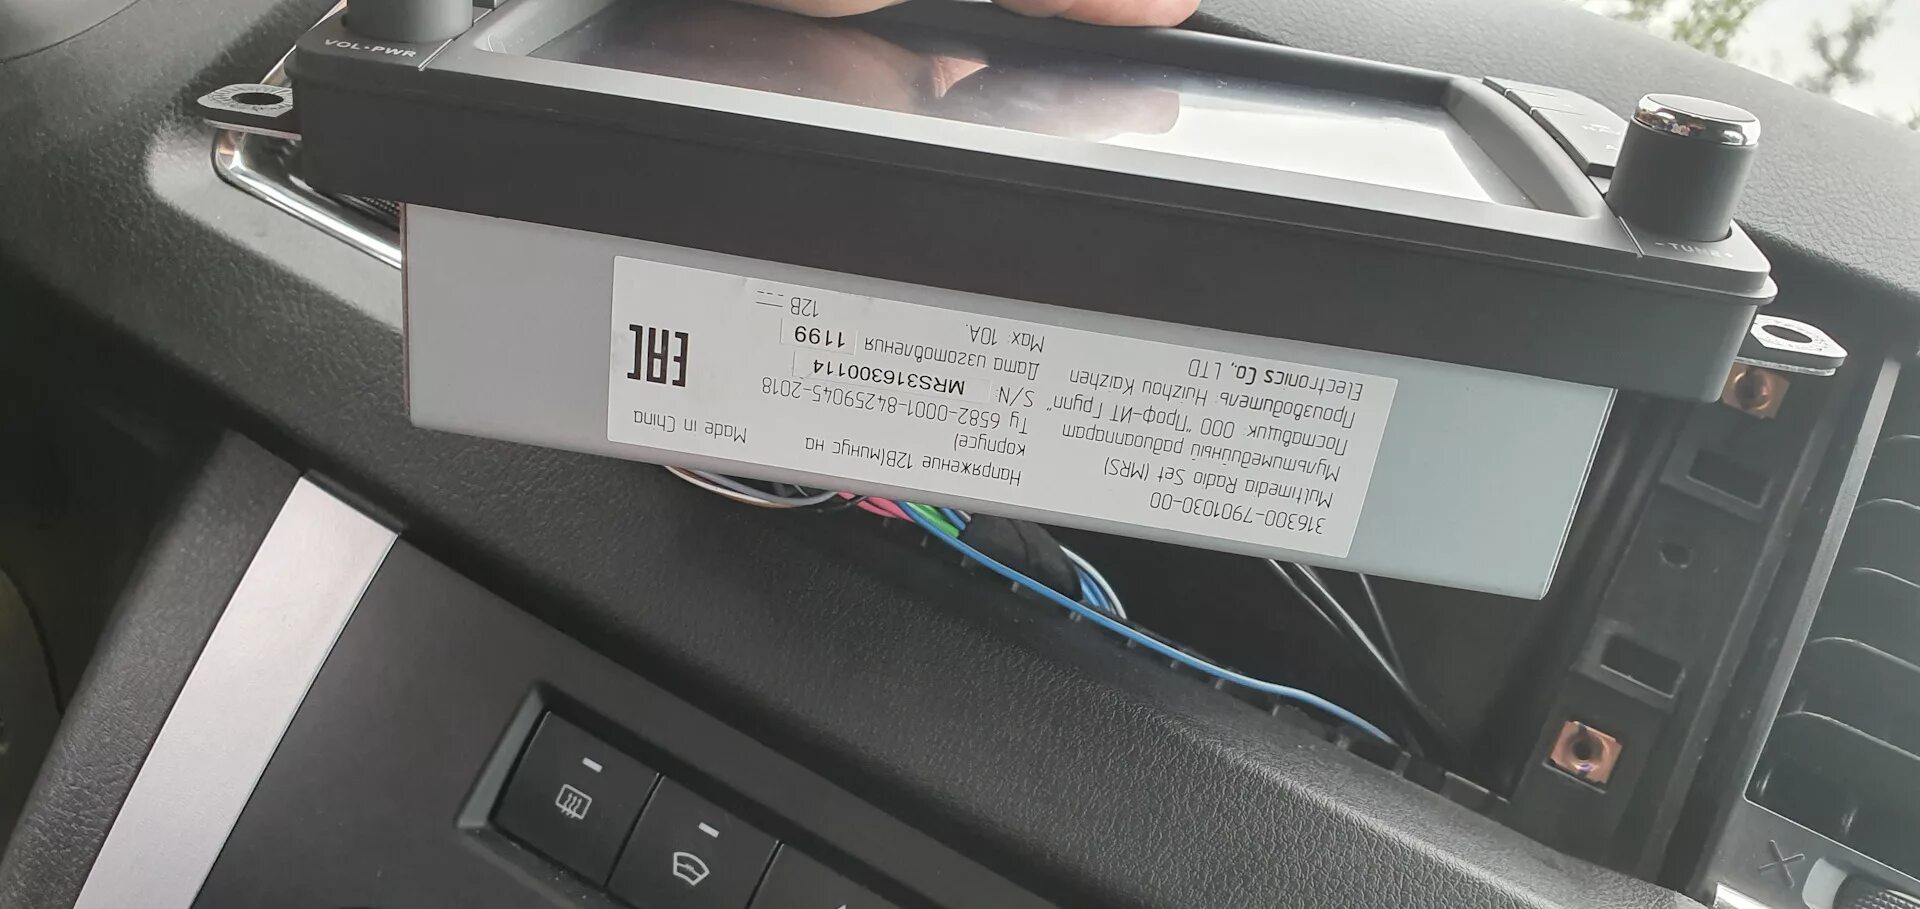 VOL•PWR
- TUNE +
316300-7901030-00
Multimedia Radio Set (MRS)
Мультимедийный радиоаппарат
Поставщик: ООО "Проф-ИТ Групп"
Производитель: Huizhou Kaizhen
Electronics Co., LTD
Напряжение 12В(минус на
корпусе)
Ту 6582-0001-84259045-2018
S/N: MRS316300114
Дата изготовления 1199
Max: 10A. 12В
Made in China
EAC